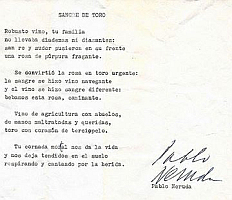 SANGRE DE TORO
Robusto vino, tu familia
no llevaba diademas ni diamantes:
sangre y sudor pusieron en su frente
una rosa de púrpura fragante.
Se convirtió la rosa en toro urgente:
la sangre se hizo vino navegante
y el vino se hizo sangre diferente:
bebamos esta rosa, caminante.
Vino de agricultura con abuelos,
de manos maltratadas y queridas,
toro con corazón de terciopelo.
Tu cornada mortal nos da la vida
y nos deja tendidos en el suelo
respirando y cantando por la herida.
Pablo
Neruda
Pablo Neruda